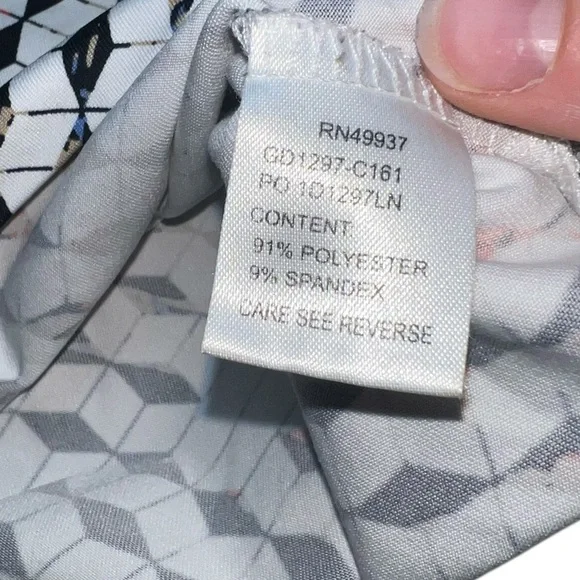 RN49937
GD1297-C161
PO 1D1297LN
CONTENT:
91% POLYESTER
9% SPANDEX
CARE SEE REVERSE